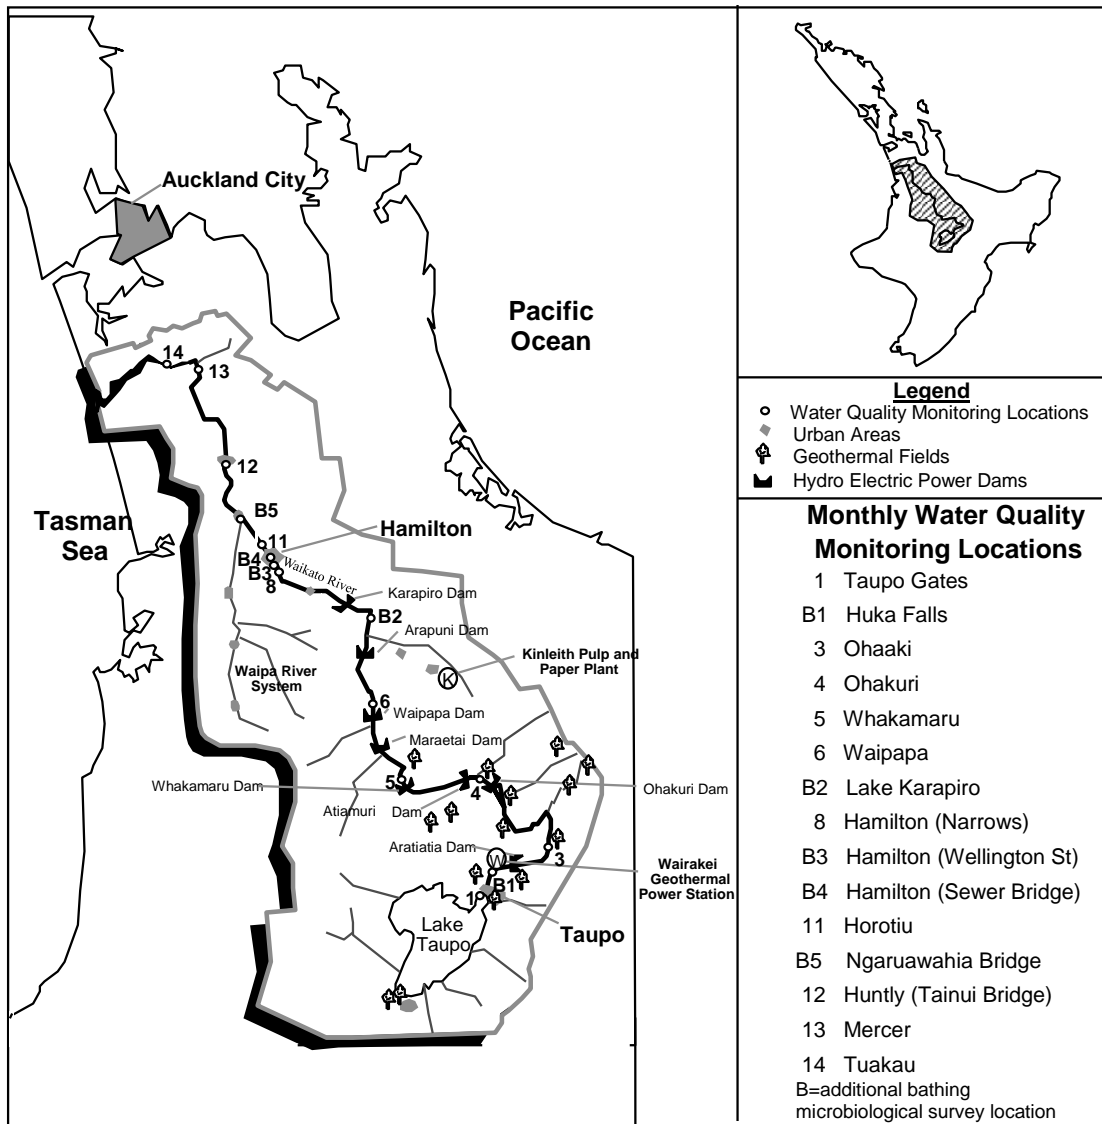 Auckland City
Pacific
Ocean
14
13
12
B5
Tasman
Sea
Hamilton
11
B4
B3
8
Waikato River
Karapiro Dam
B2
Arapuni Dam
Kinleith Pulp and
Paper Plant
K
Waipa River
System
6
Waipapa Dam
Maraetai Dam
Whakamaru Dam
5
4
Ohakuri Dam
Atiamuri Dam
Aratiatia Dam
3
W
Wairakei
Geothermal
Power Station
B1
1
Lake
Taupo
Taupo
Legend
Water Quality Monitoring Locations
Urban Areas
Geothermal Fields
Hydro Electric Power Dams
Monthly Water Quality
Monitoring Locations
1 Taupo Gates
B1 Huka Falls
3 Ohaaki
4 Ohakuri
5 Whakamaru
6 Waipapa
B2 Lake Karapiro
8 Hamilton (Narrows)
B3 Hamilton (Wellington St)
B4 Hamilton (Sewer Bridge)
11 Horotiu
B5 Ngaruawahia Bridge
12 Huntly (Tainui Bridge)
13 Mercer
14 Tuakau
B=additional bathing
microbiological survey location